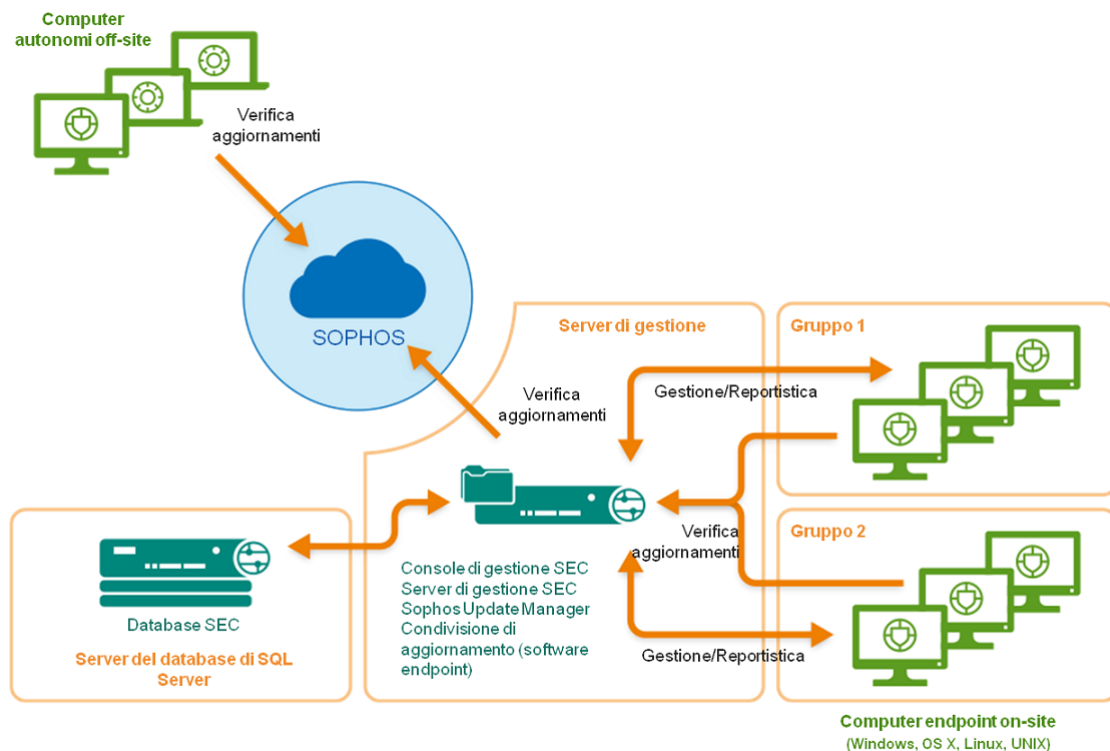 Computer
autonomi off-site
Verifica
aggiornamenti
SOPHOS
Server di gestione
Gruppo 1
Gestione/Reportistica
Verifica
aggiornamenti
Verifica
aggiornamenti
Gruppo 2
Console di gestione SEC
Server di gestione SEC
Sophos Update Manager
Condivisione di
aggiornamento (software
endpoint)
Database SEC
Server del database di SQL
Server
Gestione/Reportistica
Computer endpoint on-site
(Windows, OS X, Linux, UNIX)